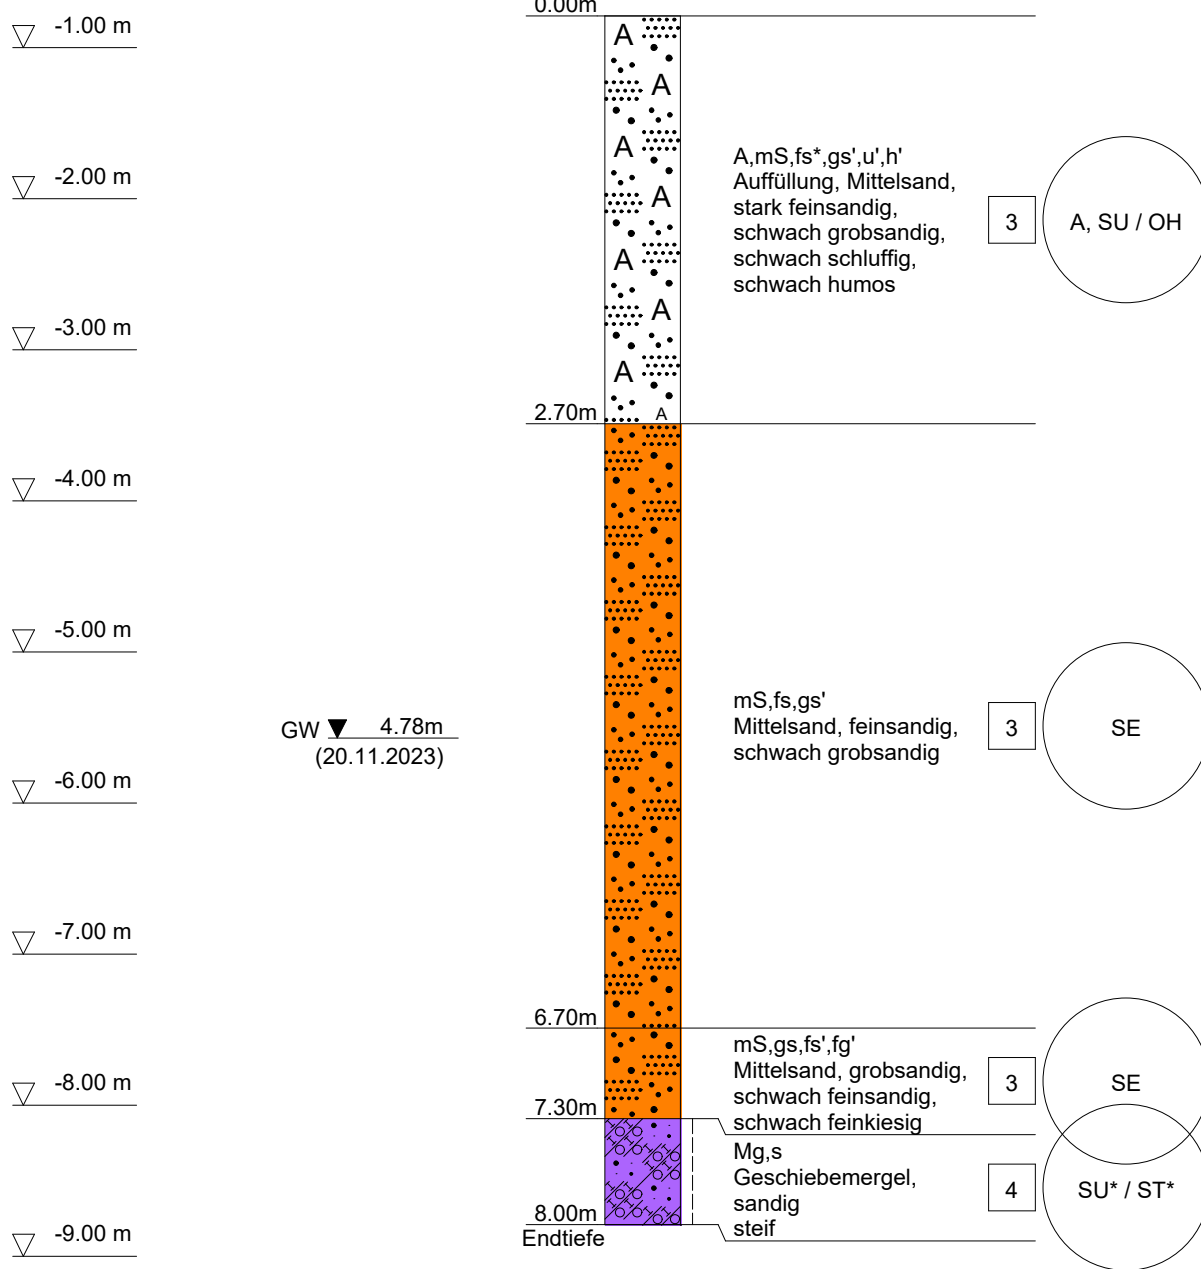 0.00m
-1.00 m
-2.00 m
-3.00 m
-4.00 m
-5.00 m
-6.00 m
-7.00 m
-8.00 m
-9.00 m
GW 4.78m
(20.11.2023)
A
A
A
A
A
A
A
A
2.70m
6.70m
7.30m
8.00m
Endtiefe
A,mS,fs*,gs',u',h'
Auffüllung, Mittelsand,
stark feinsandig,
schwach grobsandig,
schwach schluffig,
schwach humos
3
A, SU / OH
mS,fs,gs'
Mittelsand, feinsandig,
schwach grobsandig
3
SE
mS,gs,fs',fg'
Mittelsand, grobsandig,
schwach feinsandig,
schwach feinkiesig
3
SE
Mg,s
Geschiebemergel,
sandig
steif
4
SU* / ST*